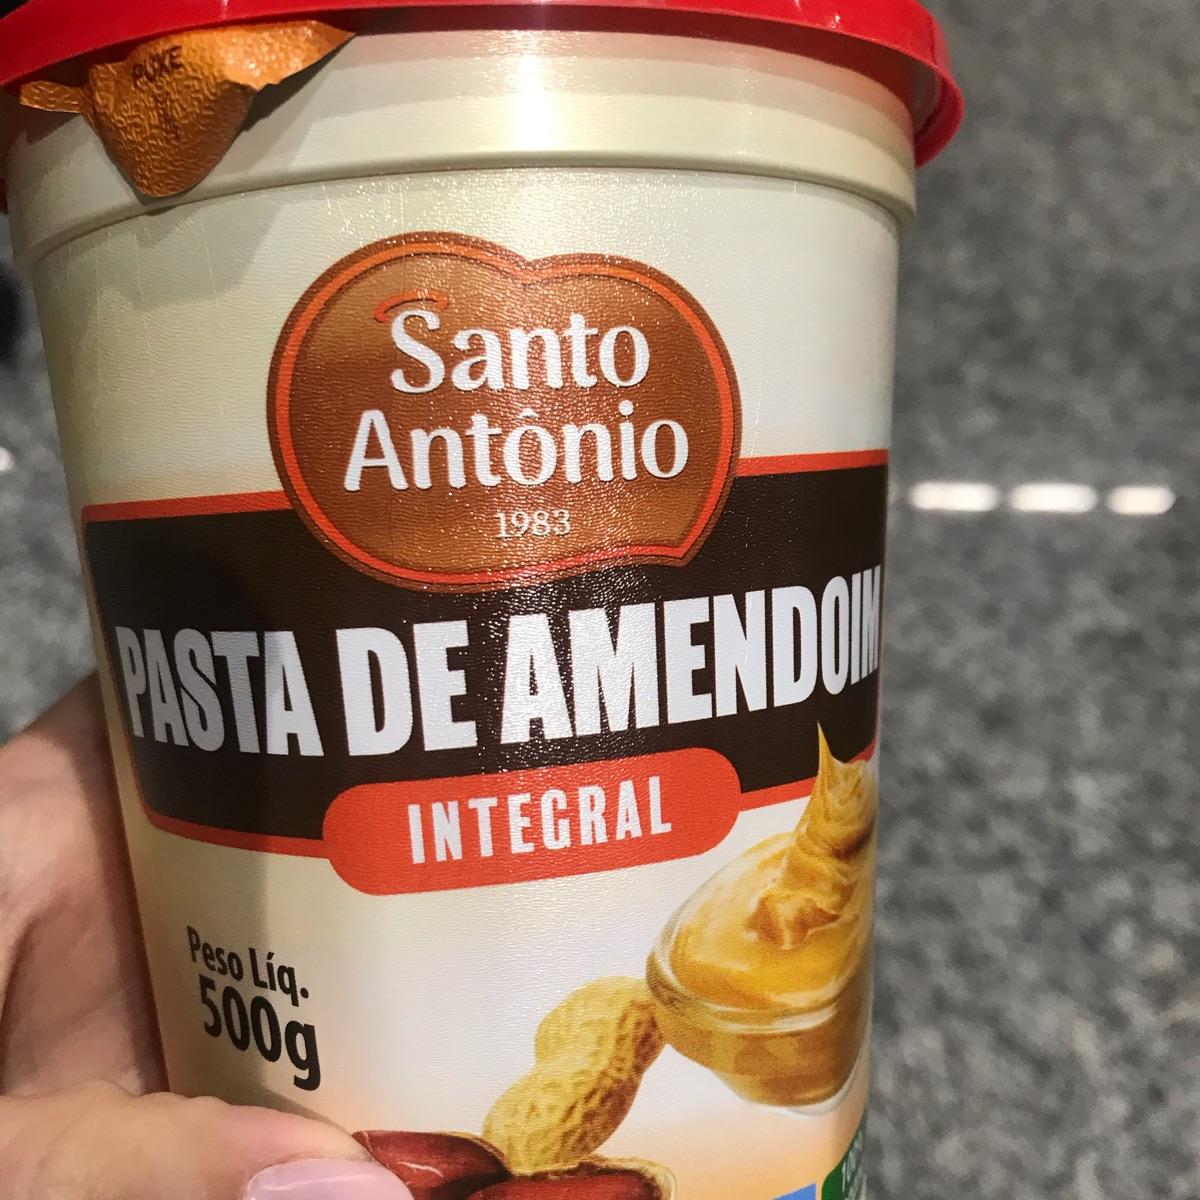 PUXE
Santo
Antônio
1983
PASTA DE AMENDOIM
INTEGRAL
Peso Líq.
500g